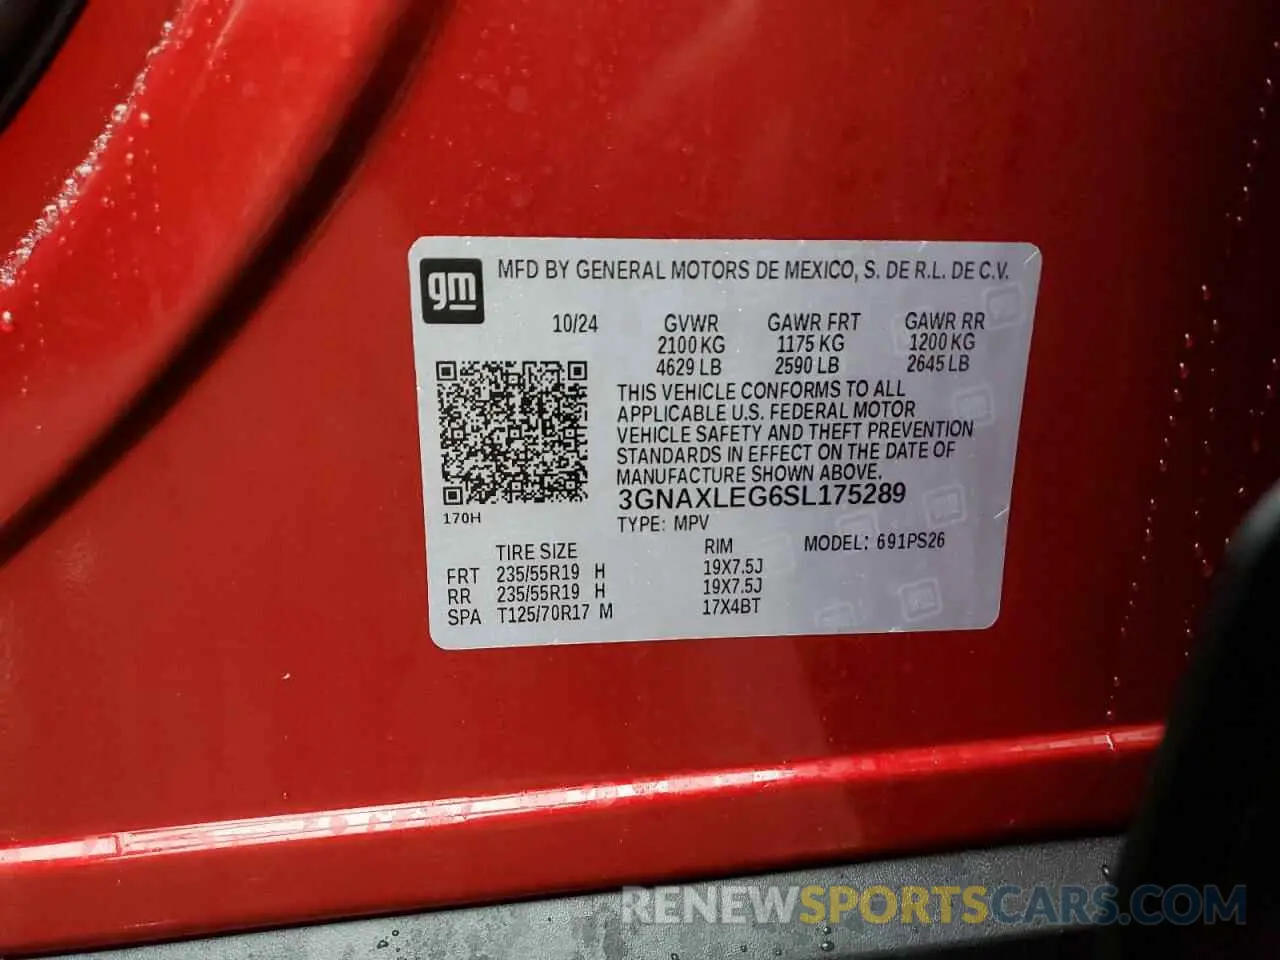 gm
MFD BY GENERAL MOTORS DE MEXICO, S. DE R.L. DE C.V.
10/24 GVWR GAWR FRT GAWR RR
2100 KG 1175 KG 1200 KG
4629 LB 2590 LB 2645 LB
THIS VEHICLE CONFORMS TO ALL
APPLICABLE U.S. FEDERAL MOTOR
VEHICLE SAFETY AND THEFT PREVENTION
STANDARDS IN EFFECT ON THE DATE OF
MANUFACTURE SHOWN ABOVE.
3GNAXLEG6SL175289
170H
TYPE: MPV
MODEL: 691PS26
TIRE SIZE RIM
FRT 235/55R19 H 19X7.5J
RR 235/55R19 H 19X7.5J
SPA T125/70R17 M 17X4BT
RENEWSPORTSCARS.COM